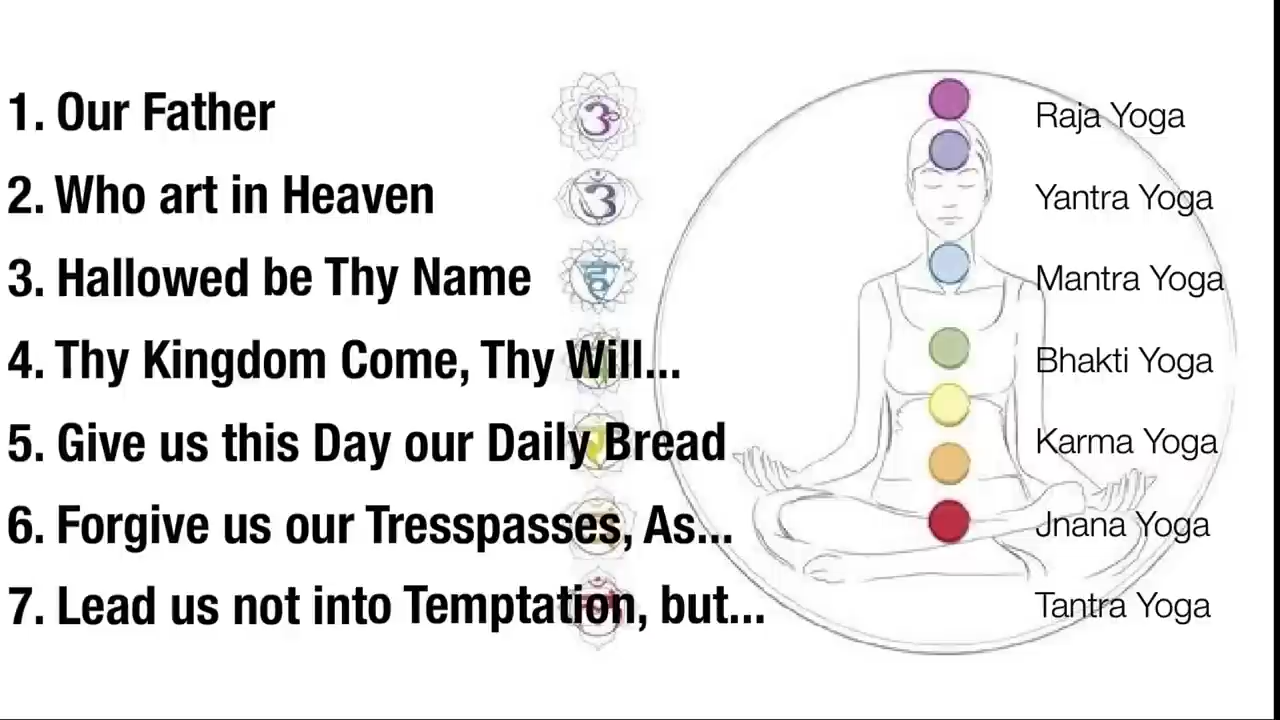 1. Our Father
Raja Yoga
2. Who art in Heaven
Yantra Yoga
3. Hallowed be Thy Name
Mantra Yoga
4. Thy Kingdom Come, Thy Will...
Bhakti Yoga
5. Give us this Day our Daily Bread
Karma Yoga
6. Forgive us our Tresspasses, As...
Jnana Yoga
7. Lead us not into Temptation, but...
Tantra Yoga